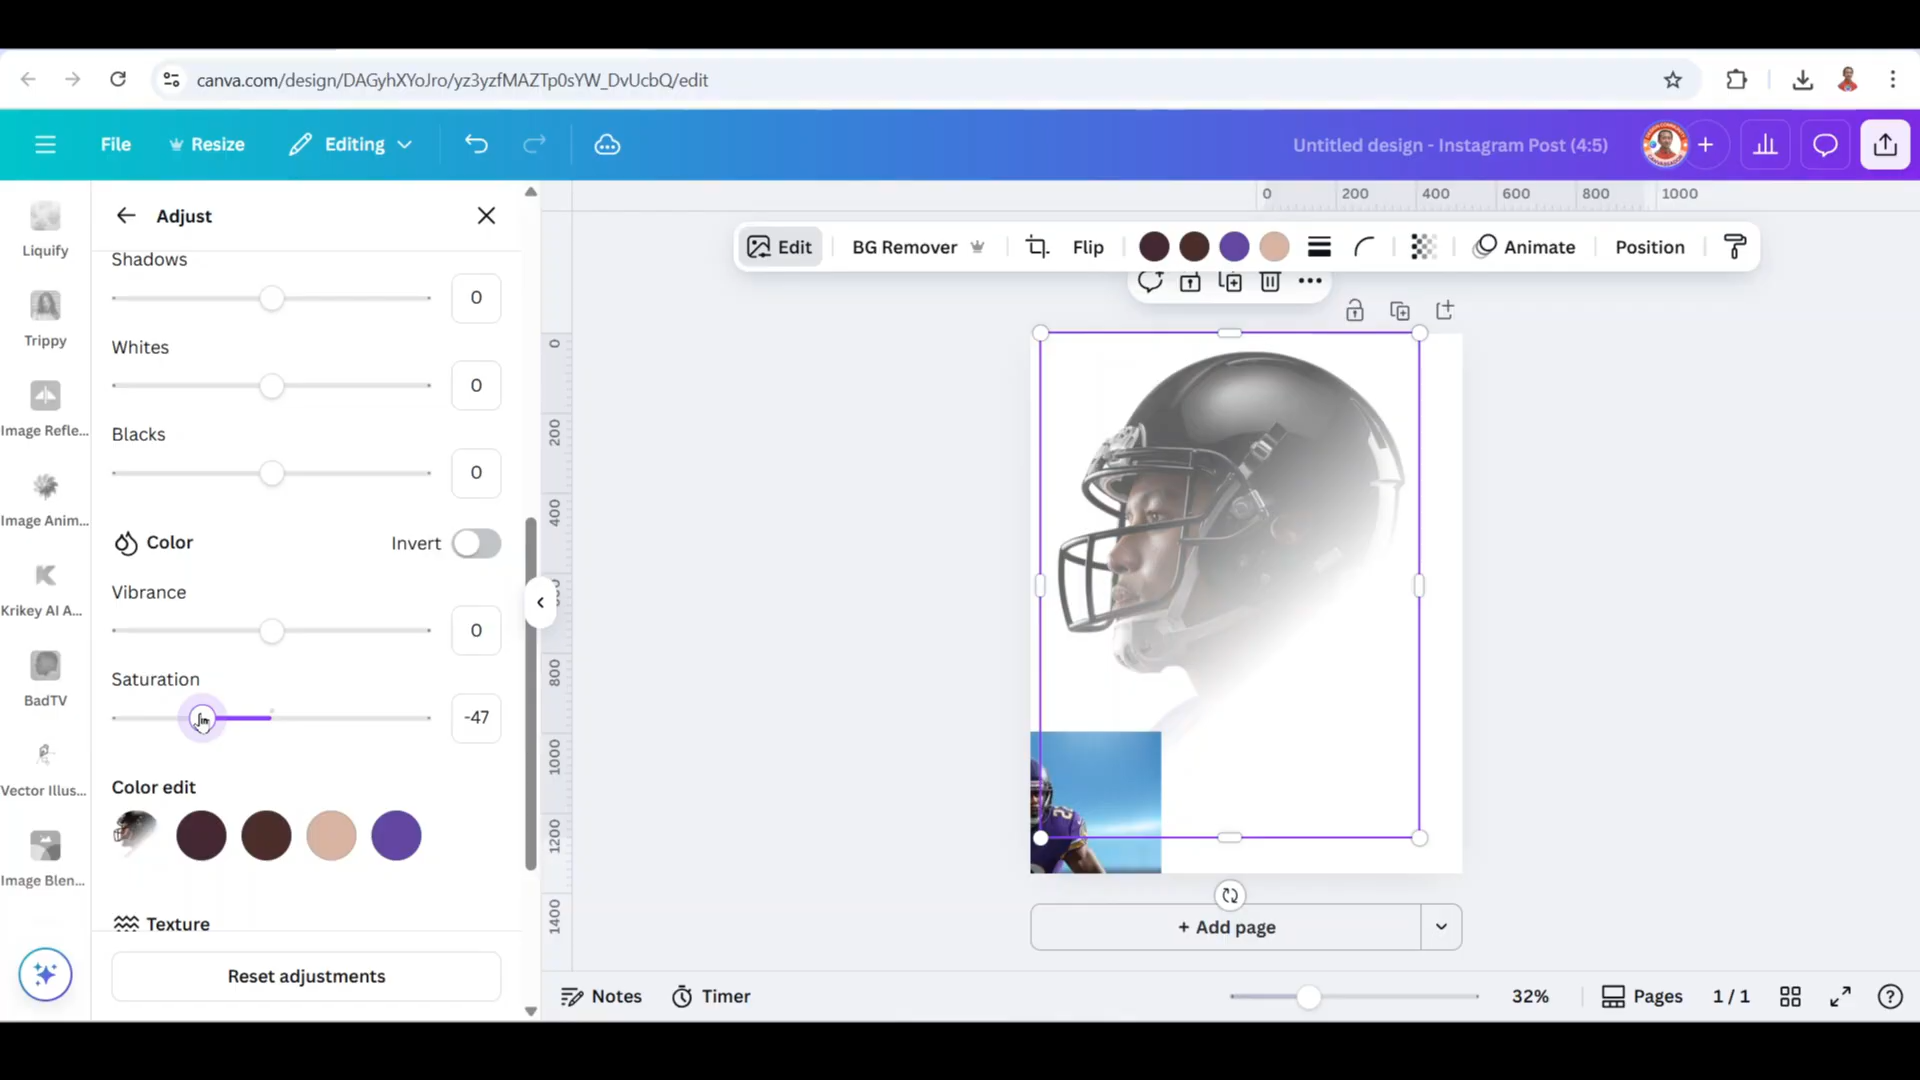 canva.com/design/DAGyhXYoJro/yz3yzfMAZTp0sYW_DvUcbQ/edit
File
Resize
Editing
Untitled design - Instagram Post (4:5)
Liquify
Trippy
Image Refle...
Image Anim...
Krikey AI A...
BadTV
Vector Illus...
Image Blen...
Adjust
Shadows
0
Whites
0
Blacks
0
Color
Invert
Vibrance
0
Saturation
-47
Color edit
Texture
Reset adjustments
Edit
BG Remover
Flip
Animate
Position
0 200 400 600 800 1000
0
200
400
800
1000
1200
1400
+ Add page
Notes
Timer
32%
Pages
1 / 1